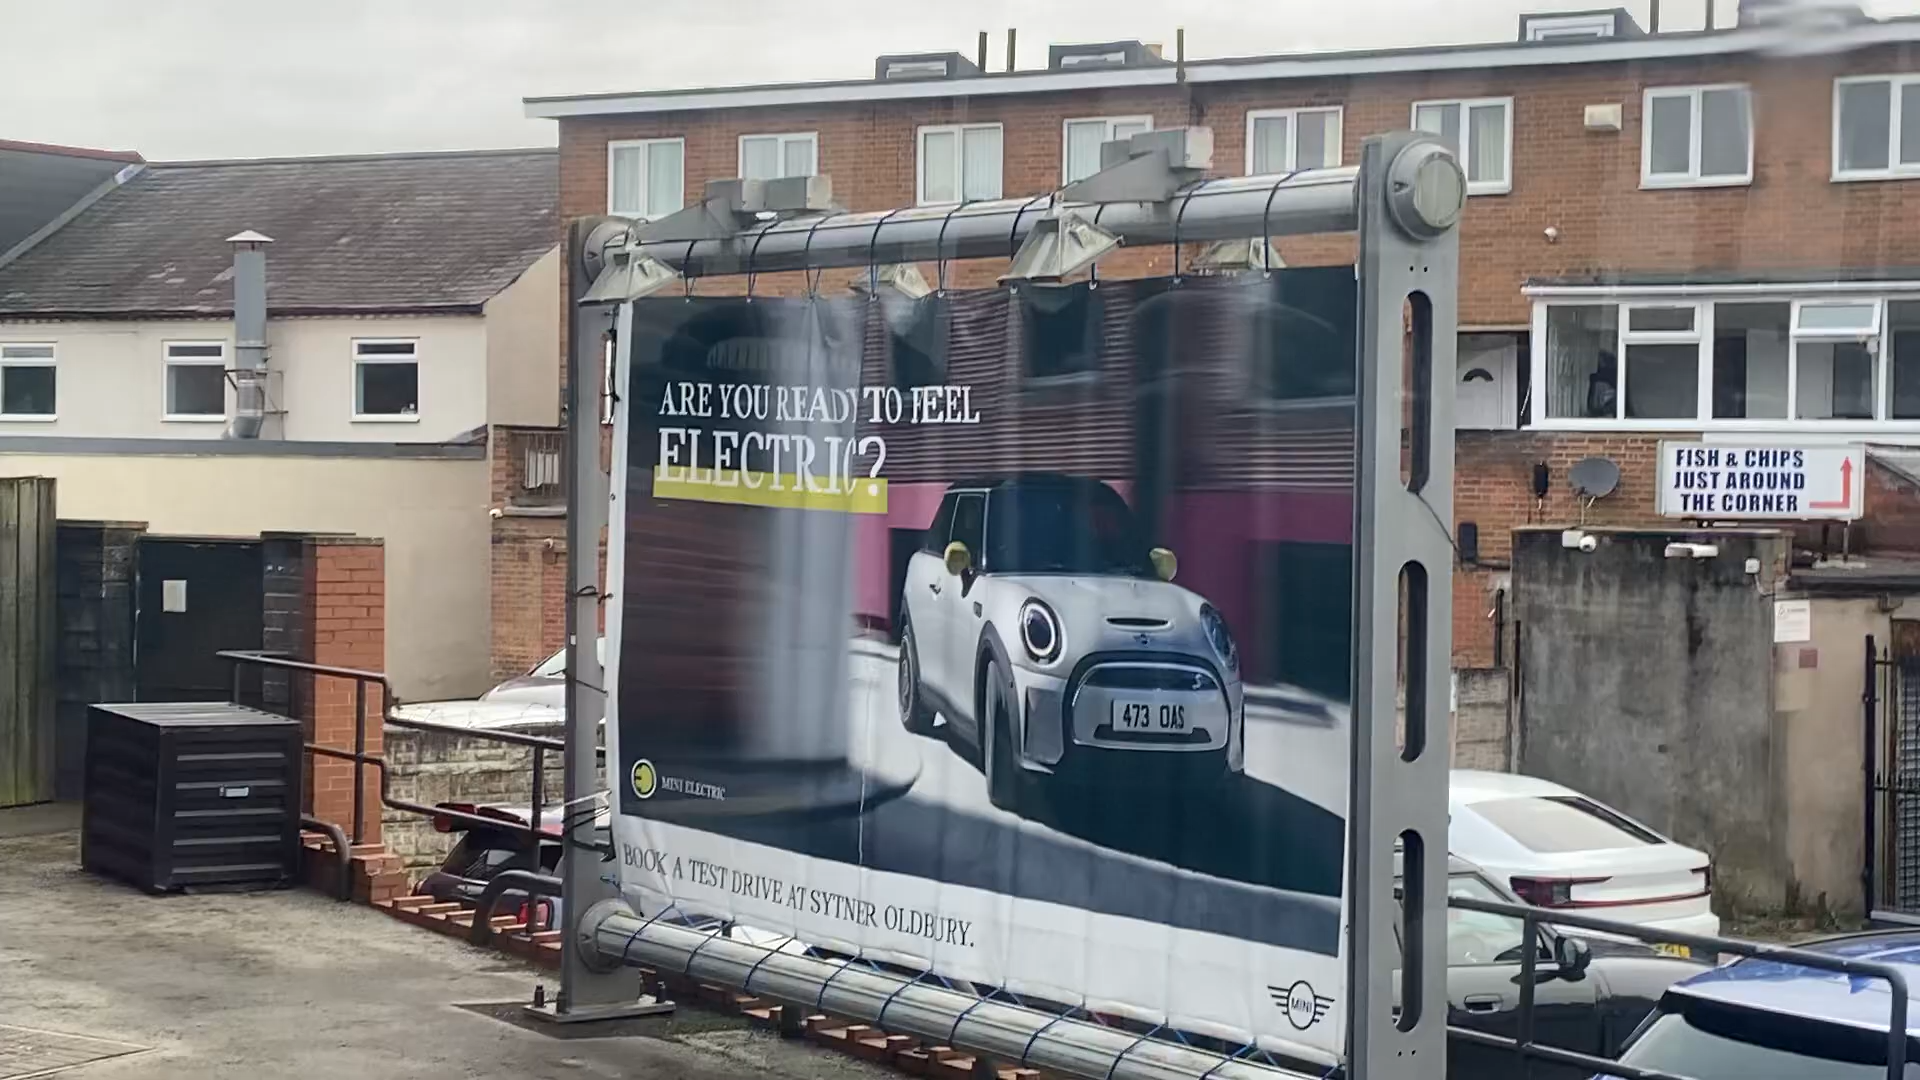 ARE YOU READY TO FEEL
ELECTRIC?
FISH & CHIPS
JUST AROUND
THE CORNER
473 OAS
MINI ELECTRIC
BOOK A TEST DRIVE AT SYTNER OLDBURY.
MINI